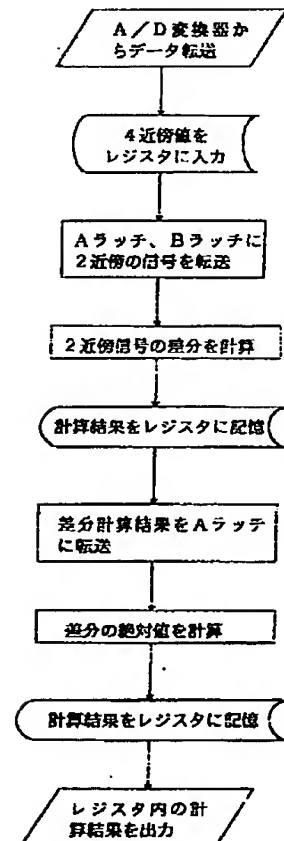 A／D変換器か
らデータ転送
4近傍値を
レジスタに入力
Aラッチ、Bラッチに
2近傍の信号を転送
2近傍信号の差分を計算
計算結果をレジスタに記憶
差分計算結果をAラッチ
に転送
差分の絶対値を計算
計算結果をレジスタに記憶
レジスタ内の計
算結果を出力